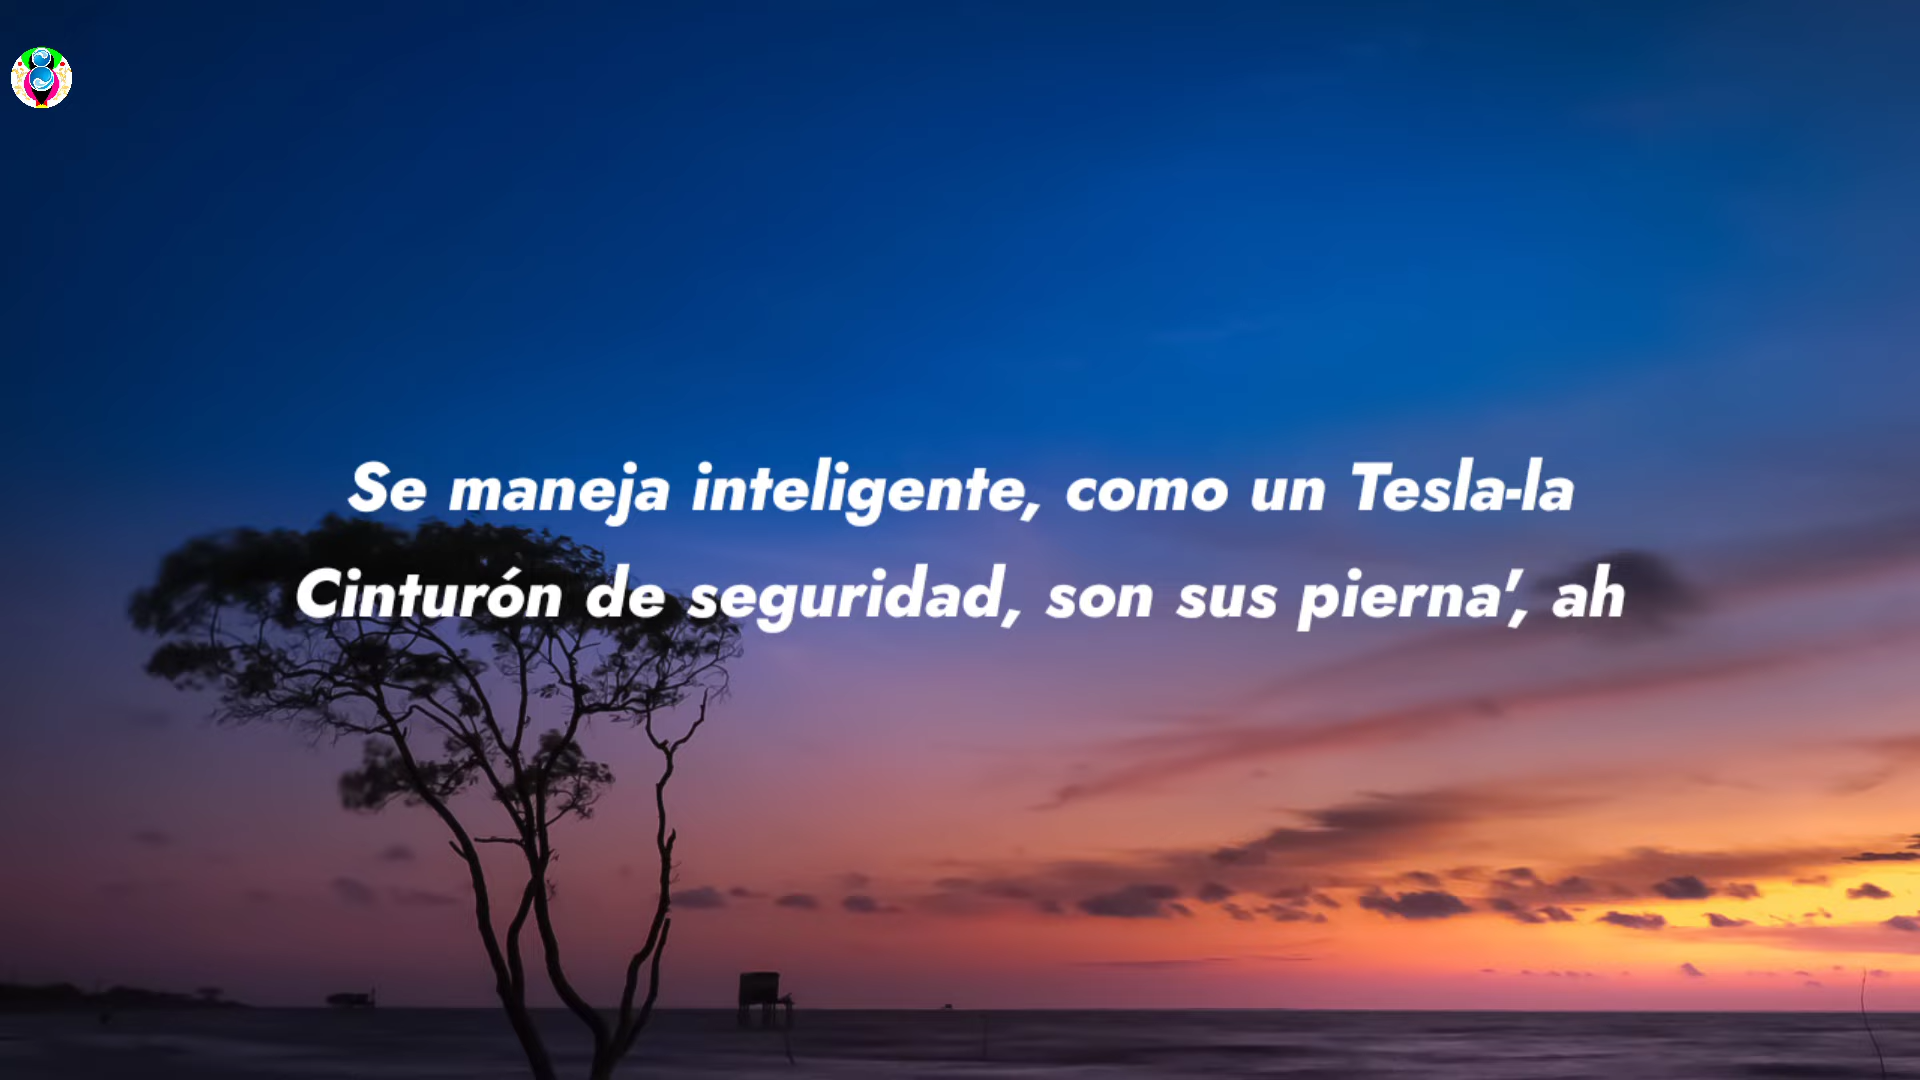 Se maneja inteligente, como un Tesla-la
Cinturón de seguridad, son sus pierna', ah